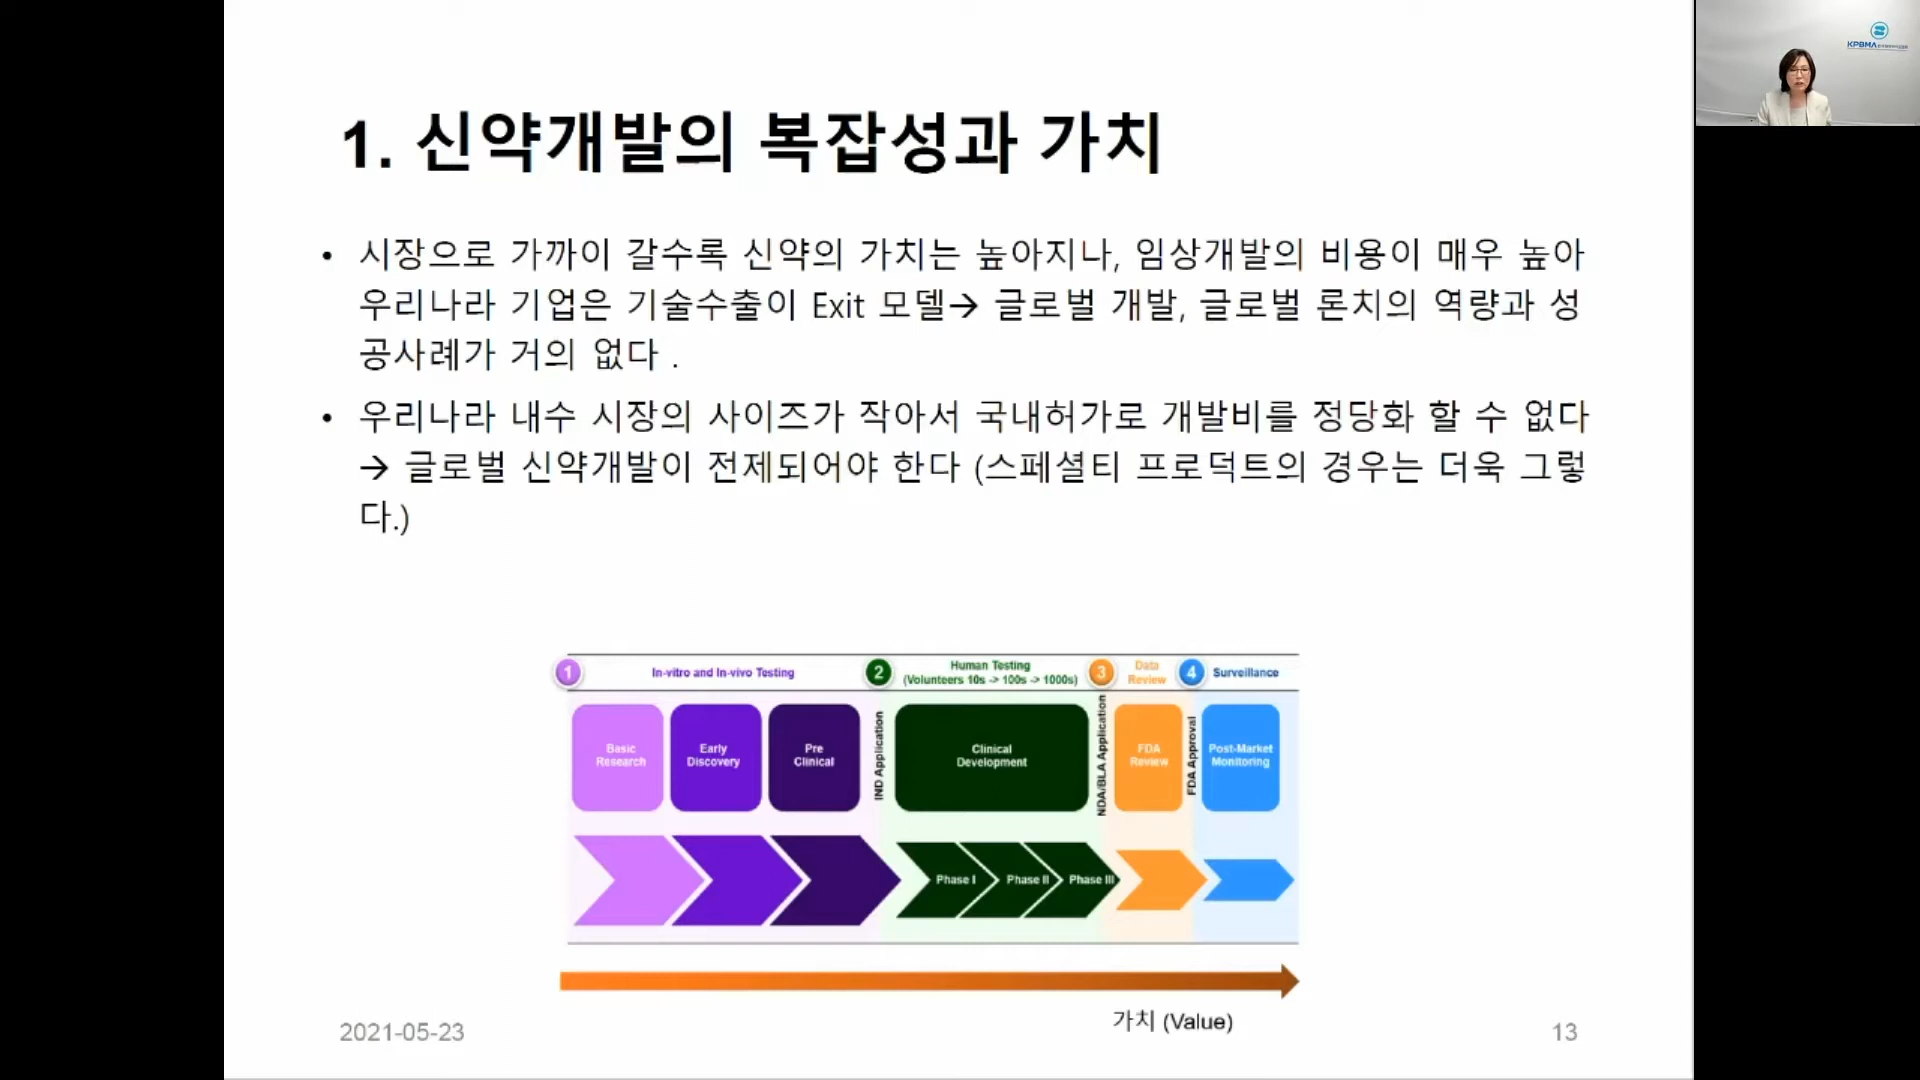 1. 신약개발의 복잡성과 가치
• 시장으로 가까이 갈수록 신약의 가치는 높아지나, 임상개발의 비용이 매우 높아
우리나라 기업은 기술수출이 Exit 모델→ 글로벌 개발, 글로벌 론치의 역량과 성
공사례가 거의 없다 .
• 우리나라 내수 시장의 사이즈가 작아서 국내허가로 개발비를 정당화 할 수 없다
→ 글로벌 신약개발이 전제되어야 한다 (스페셜티 프로덕트의 경우는 더욱 그렇
다.)
1
In-vitro and In-vivo Testing
2
Human Testing
(Volunteers 10s -> 100s -> 1000s)
3
Data
Review
4
Surveillance
Basic
Research
Early
Discovery
Pre
Clinical
IND Application
Clinical
Development
NDA/BLA Application
FDA
Review
FDA Approval
Post-Market
Monitoring
Phase I
Phase II
Phase III
가치 (Value)
2021-05-23
13
KPBMA